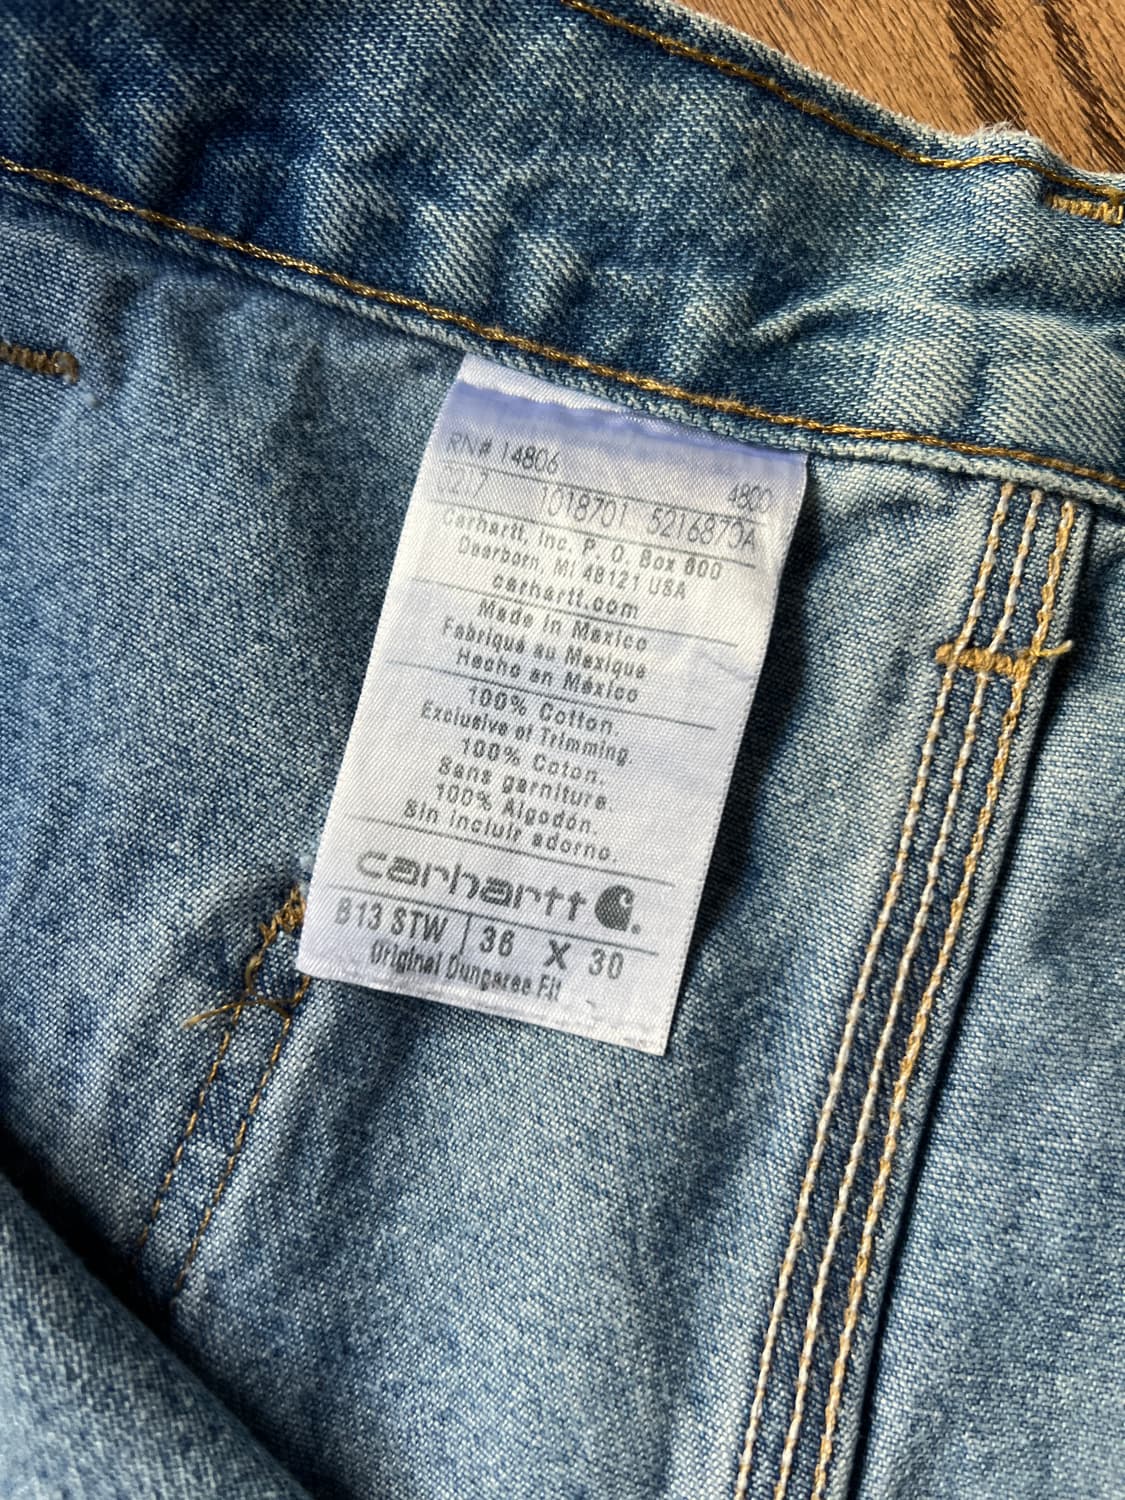 RN# 14806
4800
1018701 5216870A
Carhartt, Inc. P. O. Box 600
Dearborn, MI 48121 USA
carhartt.com
Made in Mexico
Fabriqué au Mexique
Hecho en México
100% Cotton.
Exclusive of Trimming.
100% Coton.
Sans garniture.
100% Algodón.
Sin incluir adorno.
carhartt
B13 STW | 36 X 30
Original Dungaree Fit